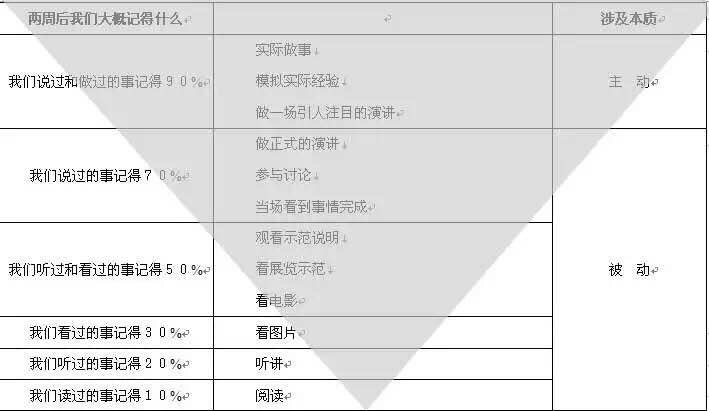 两周后我们大概记得什么
涉及本质
我们说过和做过的事记得90%
实际做事
模拟实际经验
做一场引人注目的演讲
主 动
我们说过的事记得70%
做正式的演讲
参与讨论
当场看到事情完成
我们听过和看过的事记得50%
观看示范说明
看展览示范
看电影
被 动
我们看过的事记得30%
看图片
我们听过的事记得20%
听讲
我们读过的事记得10%
阅读